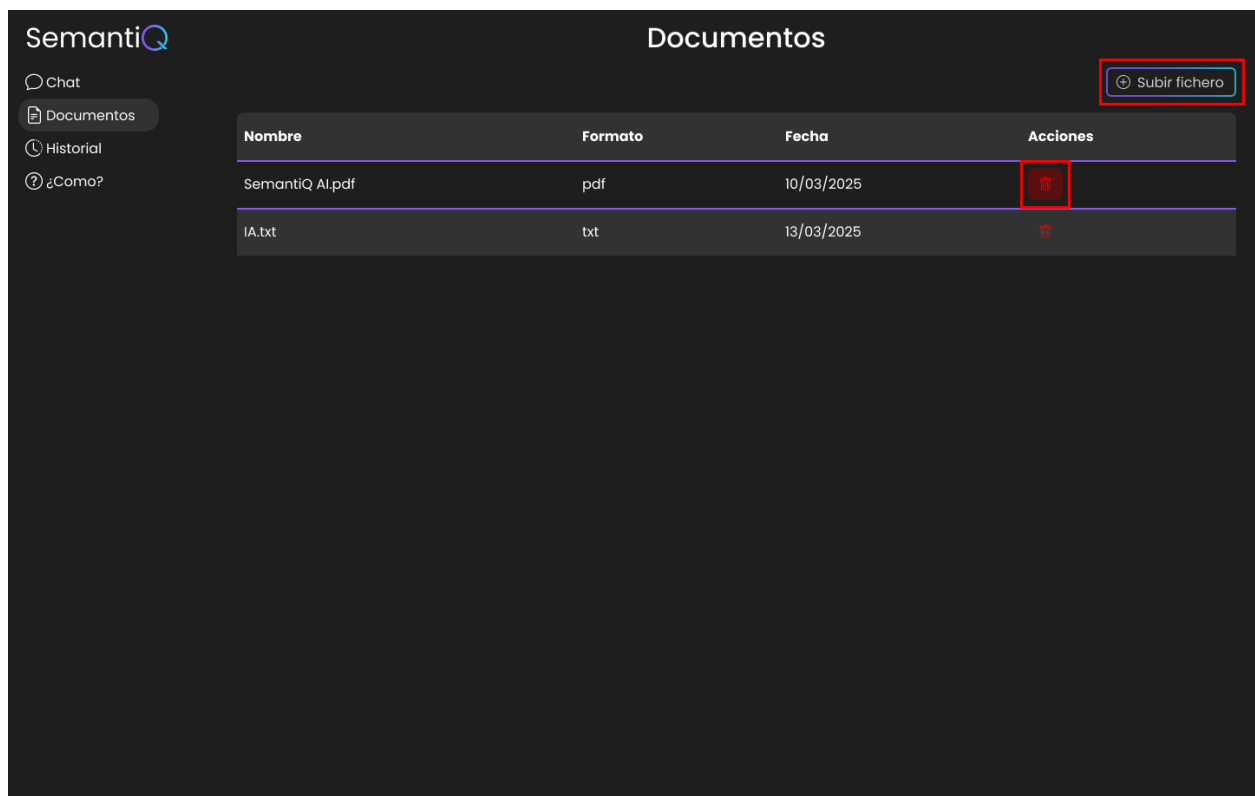 SemantiQ
Documentos
Chat
Documentos
Historial
¿Como?
Subir fichero
Nombre Formato Fecha Acciones
SemantiQ AI.pdf pdf 10/03/2025
IA.txt txt 13/03/2025